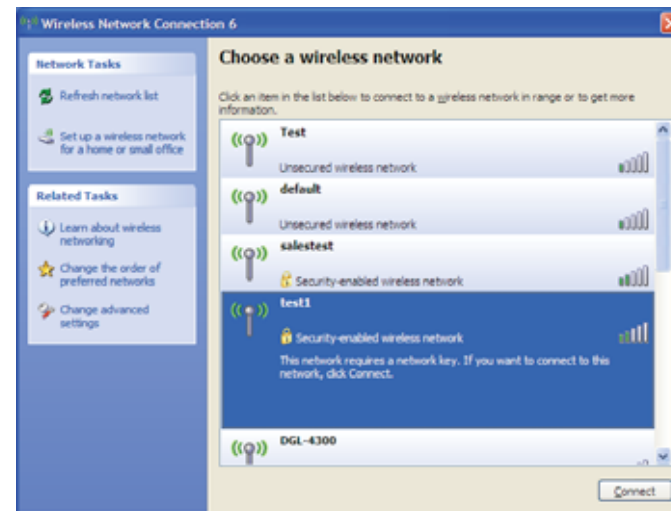 Wireless Network Connection 6
Network Tasks
Refresh network list
Set up a wireless network
for a home or small office
Related Tasks
Learn about wireless
networking
Change the order of
preferred networks
Change advanced
settings
Choose a wireless network
Click an item in the list below to connect to a wireless network in range or to get more
information.
Test
Unsecured wireless network
default
Unsecured wireless network
salestest
Security-enabled wireless network
test1
Security-enabled wireless network
This network requires a network key. If you want to connect to this
network, click Connect.
DGL-4300
Connect